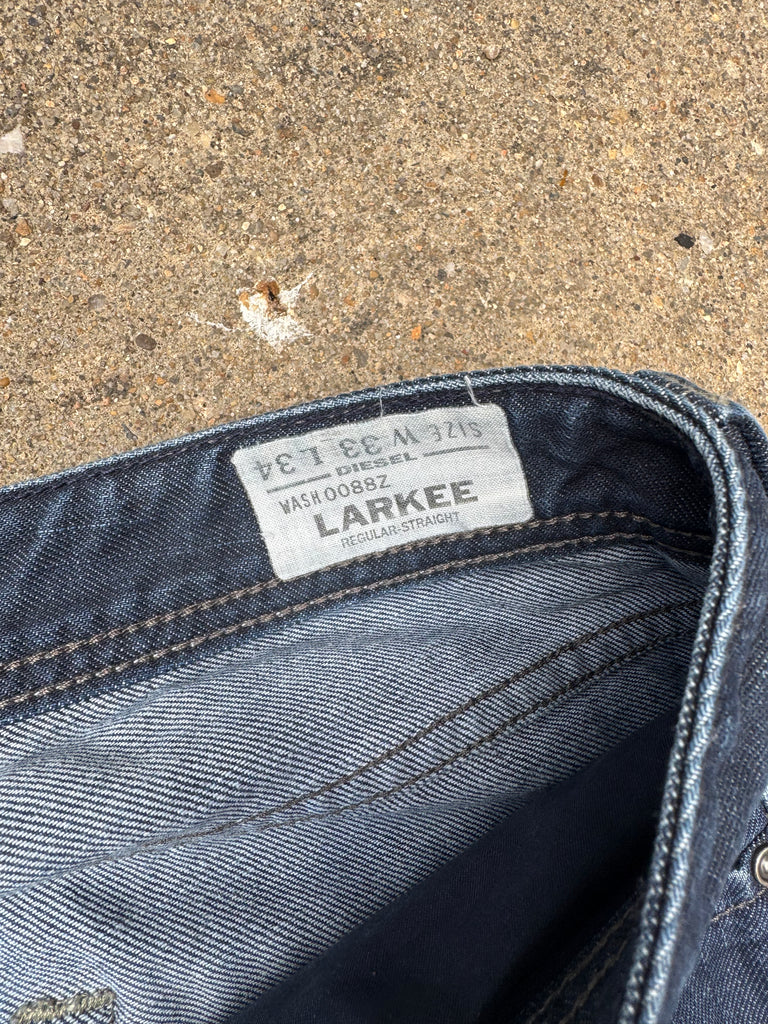 SIZE W 33 L 34
DIESEL
WASH 0088Z
LARKEE
REGULAR-STRAIGHT